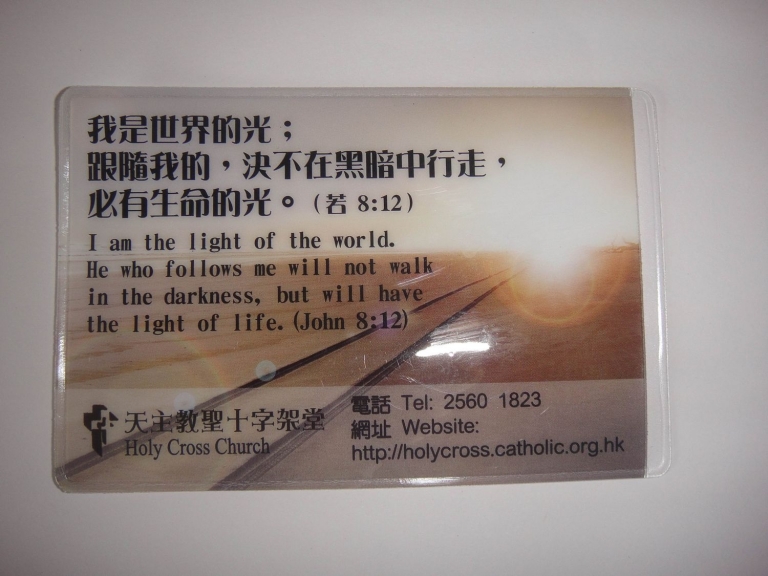 我是世界的光；
跟隨我的，決不在黑暗中行走，
必有生命的光。(若 8:12)
I am the light of the world.
He who follows me will not walk
in the darkness, but will have
the light of life. (John 8:12)
天主教聖十字架堂
Holy Cross Church
電話 Tel: 2560 1823
網址 Website:
http://holycross.catholic.org.hk